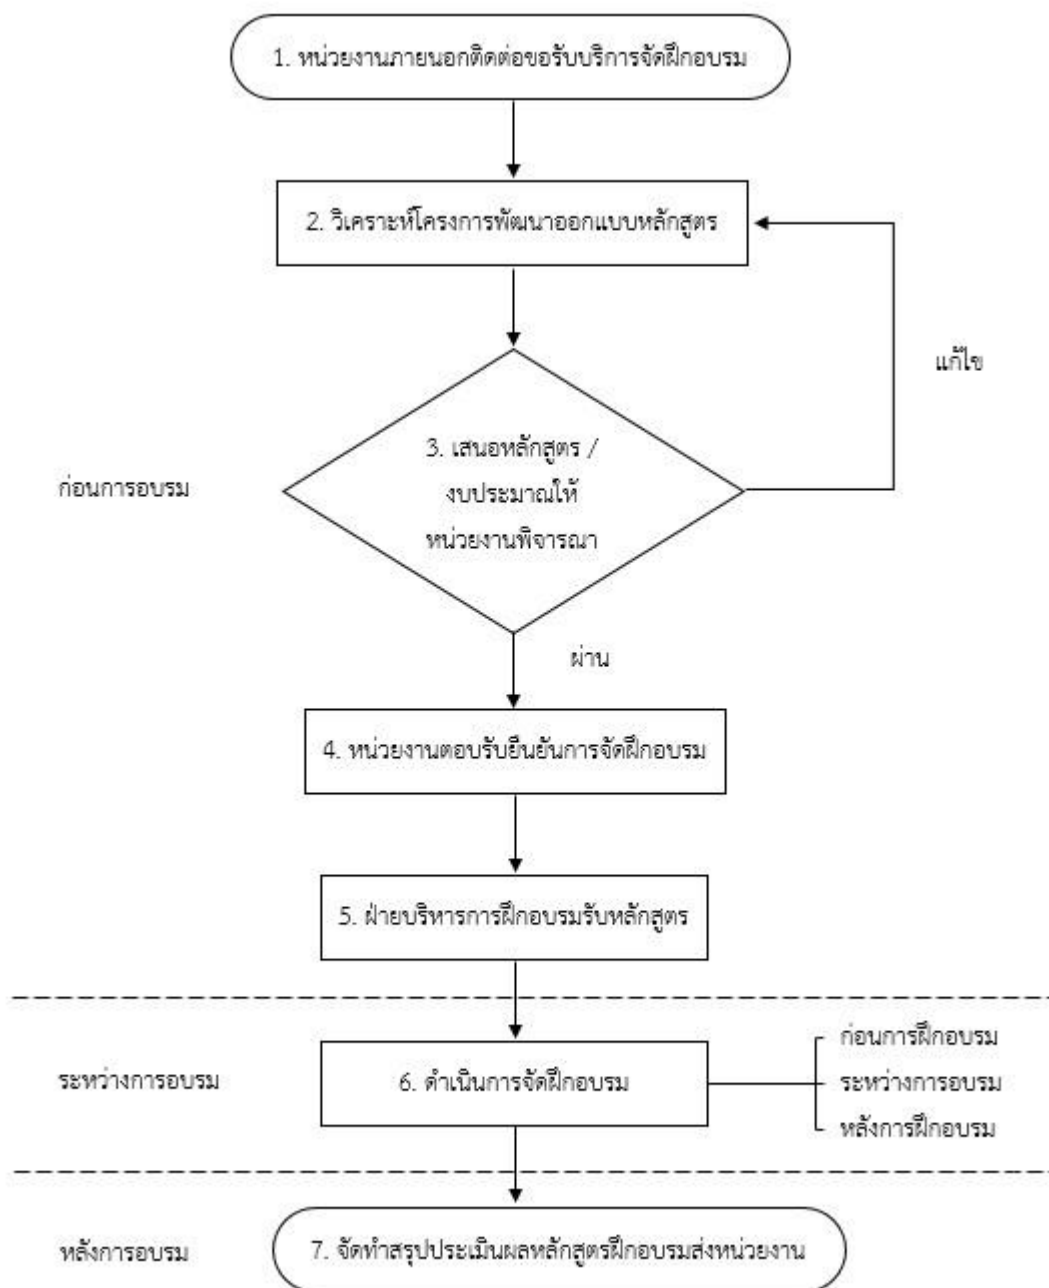 1. หน่วยงานภายนอกติดต่อขอรับบริการจัดฝึกอบรม
2. วิเคราะห์โครงการพัฒนาออกแบบหลักสูตร
แก้ไข
3. เสนอหลักสูตร /
งบประมาณให้
หน่วยงานพิจารณา
ก่อนการอบรม
ผ่าน
4. หน่วยงานตอบรับยืนยันการจัดฝึกอบรม
5. ฝ่ายบริหารการฝึกอบรมรับหลักสูตร
ระหว่างการอบรม
6. ดำเนินการจัดฝึกอบรม
ก่อนการฝึกอบรม
ระหว่างการอบรม
หลังการฝึกอบรม
หลังการอบรม
7. จัดทำสรุปประเมินผลหลักสูตรฝึกอบรมส่งหน่วยงาน